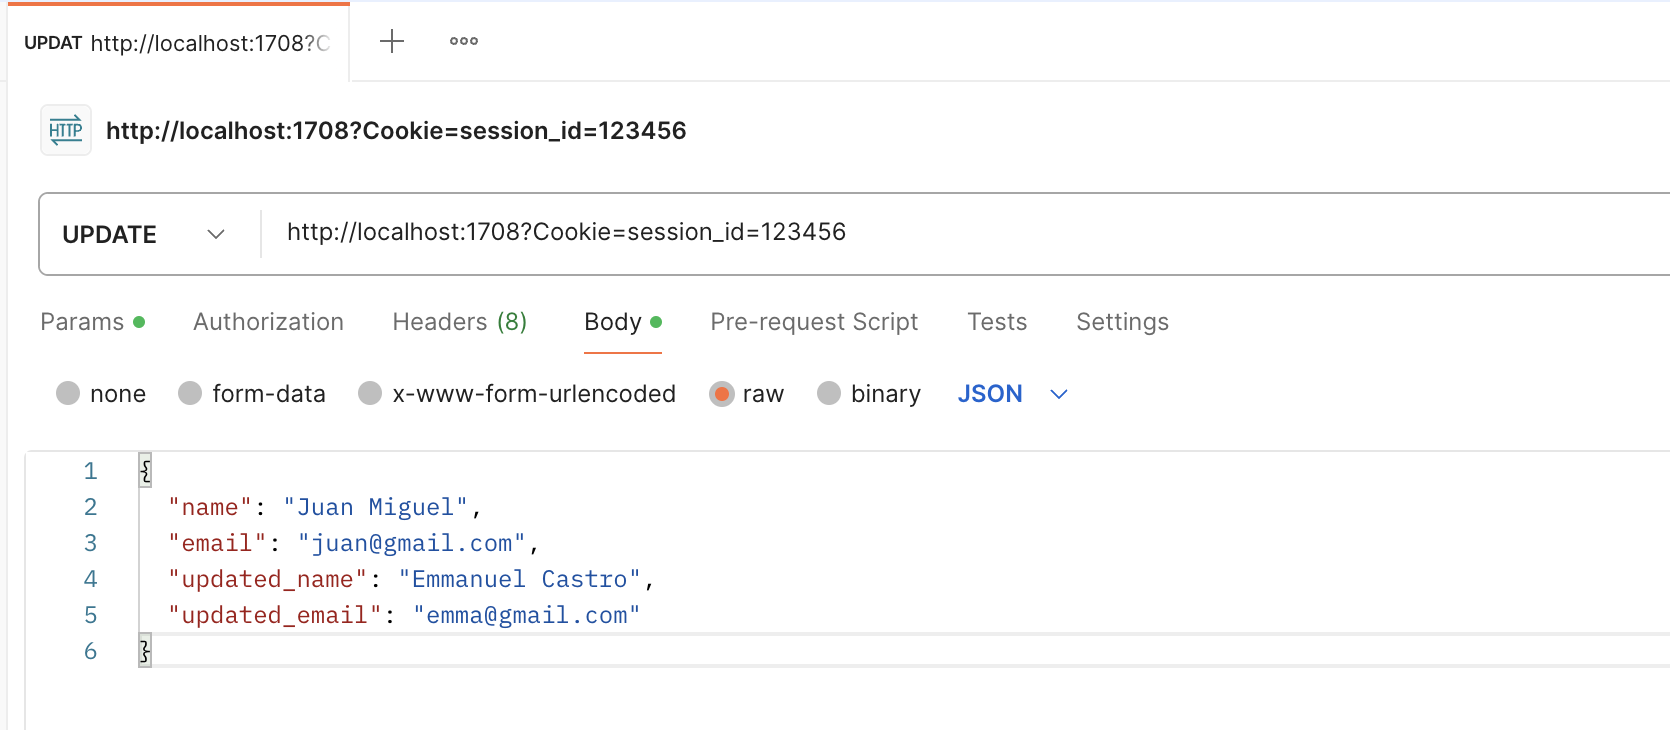 UPDAT http://localhost:1708?C
HTTP http://localhost:1708?Cookie=session_id=123456
UPDATE http://localhost:1708?Cookie=session_id=123456
Params Authorization Headers (8) Body Pre-request Script Tests Settings
none form-data x-www-form-urlencoded raw binary JSON
1 {
2 "name": "Juan Miguel",
3 "email": "juan@gmail.com",
4 "updated_name": "Emmanuel Castro",
5 "updated_email": "emma@gmail.com"
6 }